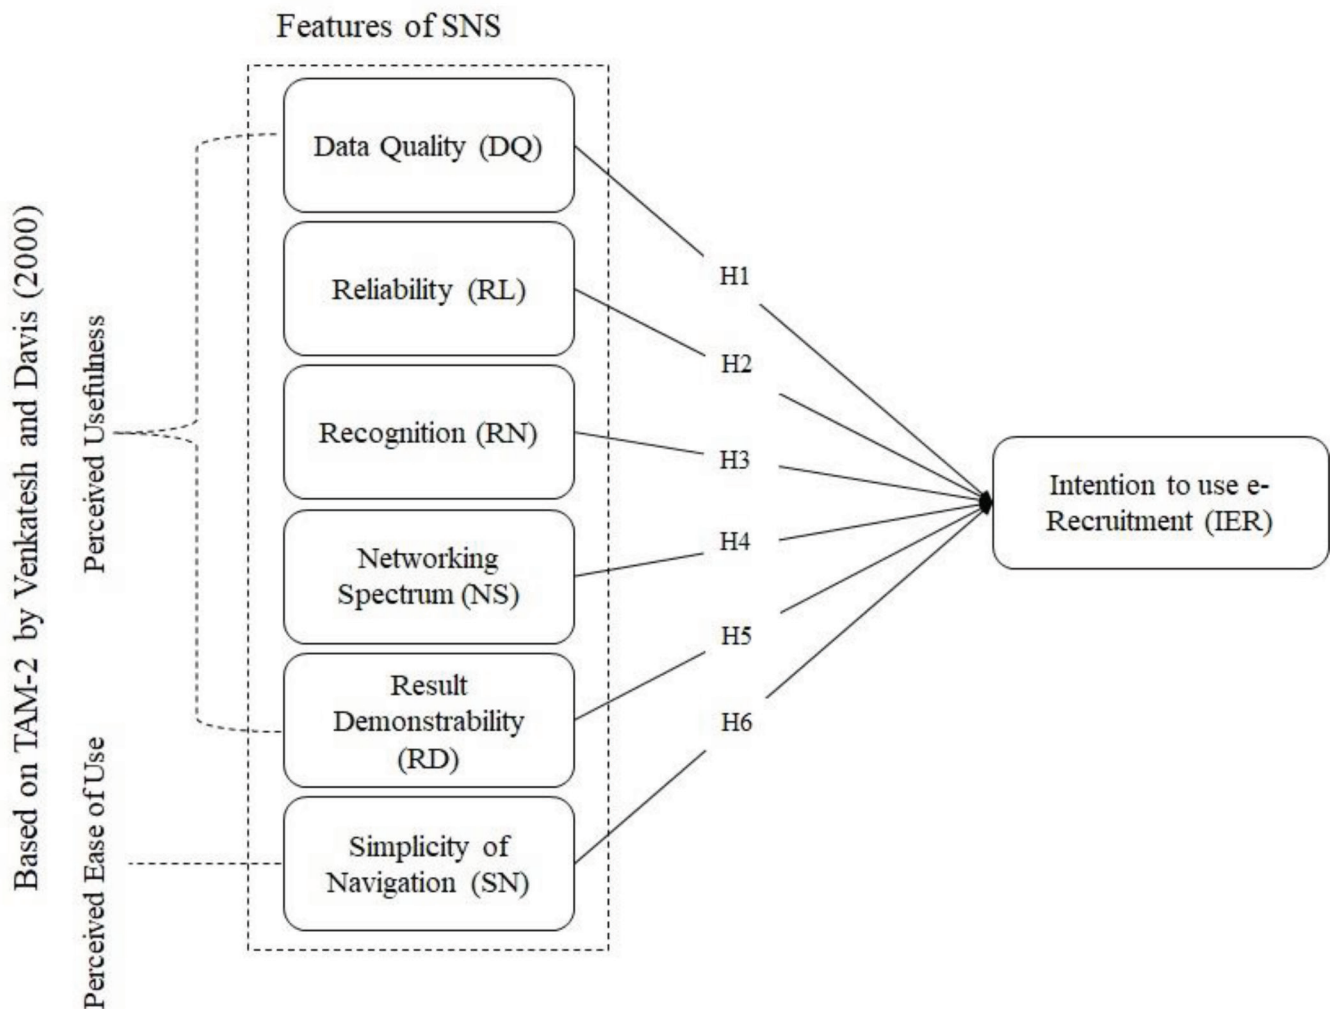 Features of SNS
Based on TAM-2 by Venkatesh and Davis (2000)
Perceived Usefulness
Perceived Ease of Use
Data Quality (DQ)
Reliability (RL)
Recognition (RN)
Networking
Spectrum (NS)
Result
Demonstrability
(RD)
Simplicity of
Navigation (SN)
H1
H2
H3
H4
H5
H6
Intention to use e-
Recruitment (IER)